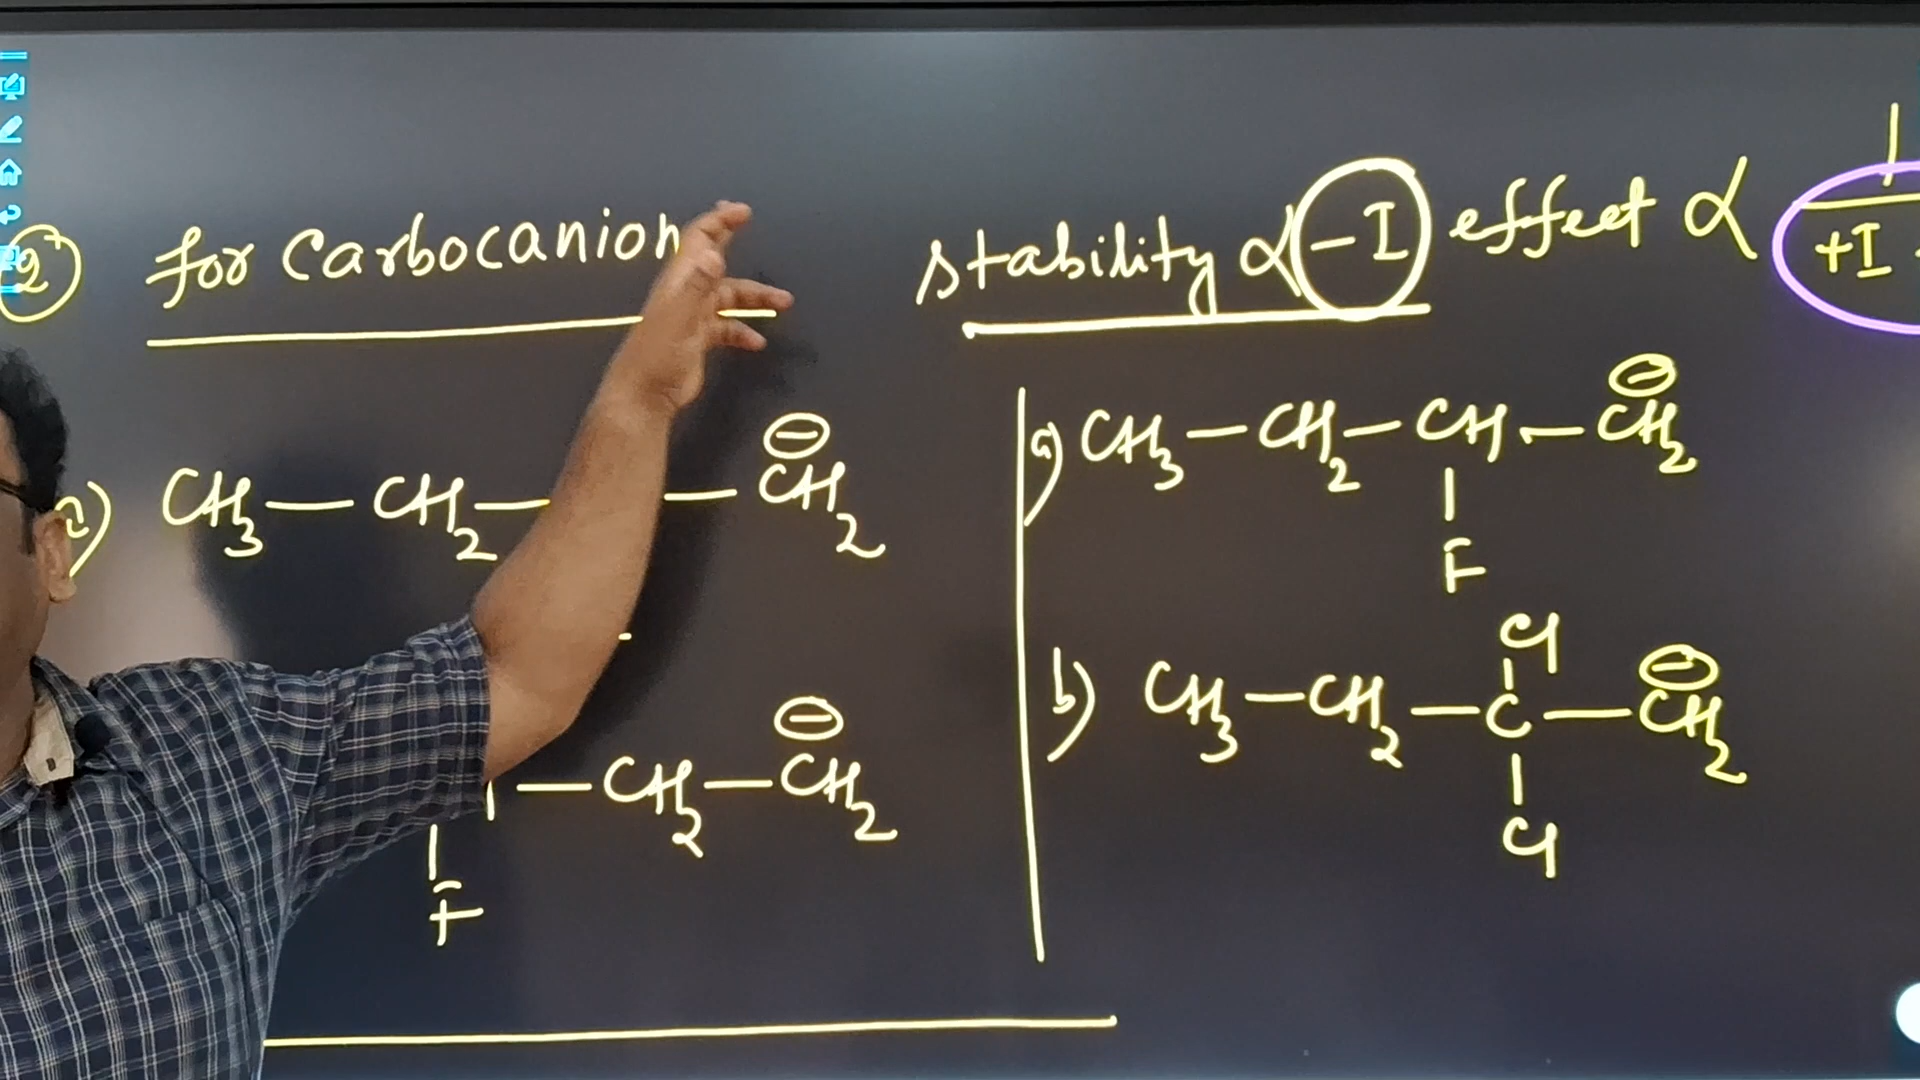 2 for Carbocanion
stability ∝ -I effect ∝ 1
+I
a) CH3 — CH2 — — CH2 ⊖
— CH2 — CH2 ⊖
F
a) CH3 — CH2 — CH — CH2 ⊖
F
Cl
b) CH3 — CH2 — C — CH2 ⊖
Cl